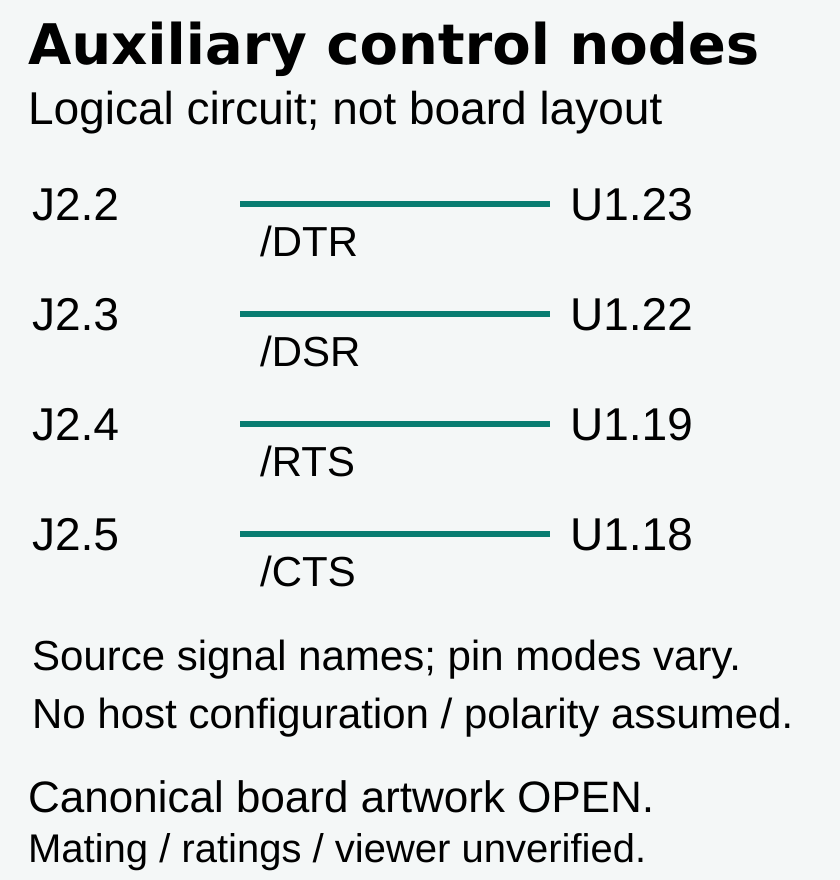 Auxiliary control nodes
Logical circuit; not board layout
J2.2 U1.23
/DTR
J2.3 U1.22
/DSR
J2.4 U1.19
/RTS
J2.5 U1.18
/CTS
Source signal names; pin modes vary.
No host configuration / polarity assumed.
Canonical board artwork OPEN.
Mating / ratings / viewer unverified.